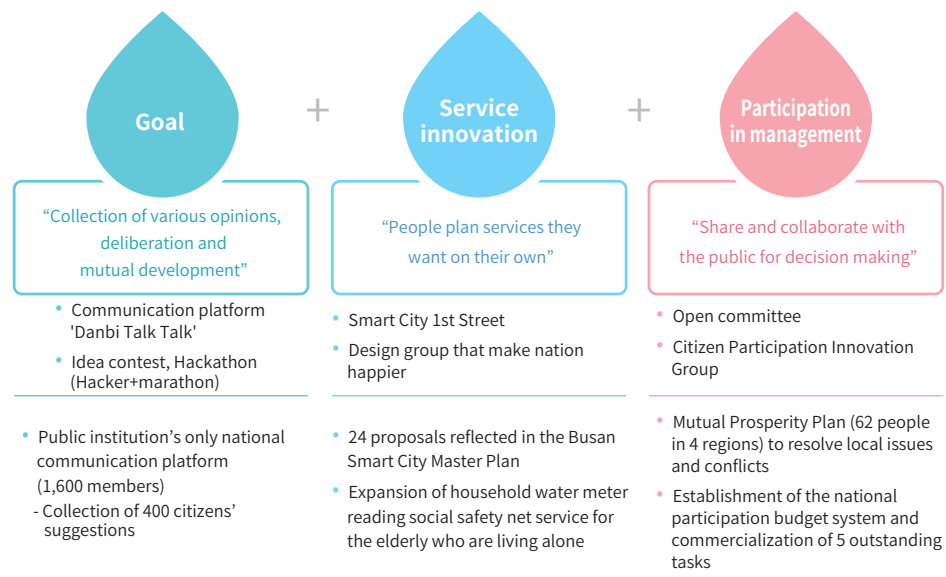 Goal
+
Service
innovation
+
Participation
in management
“Collection of various opinions,
deliberation and
mutual development”
“People plan services they
want on their own”
“Share and collaborate with
the public for decision making”
• Communication platform
'Danbi Talk Talk'
• Idea contest, Hackathon
(Hacker+marathon)
• Smart City 1st Street
• Design group that make nation
happier
• Open committee
• Citizen Participation Innovation
Group
• Public institution’s only national
communication platform
(1,600 members)
- Collection of 400 citizens’
suggestions
• 24 proposals reflected in the Busan
Smart City Master Plan
• Expansion of household water meter
reading social safety net service for
the elderly who are living alone
• Mutual Prosperity Plan (62 people
in 4 regions) to resolve local issues
and conflicts
• Establishment of the national
participation budget system and
commercialization of 5 outstanding
tasks